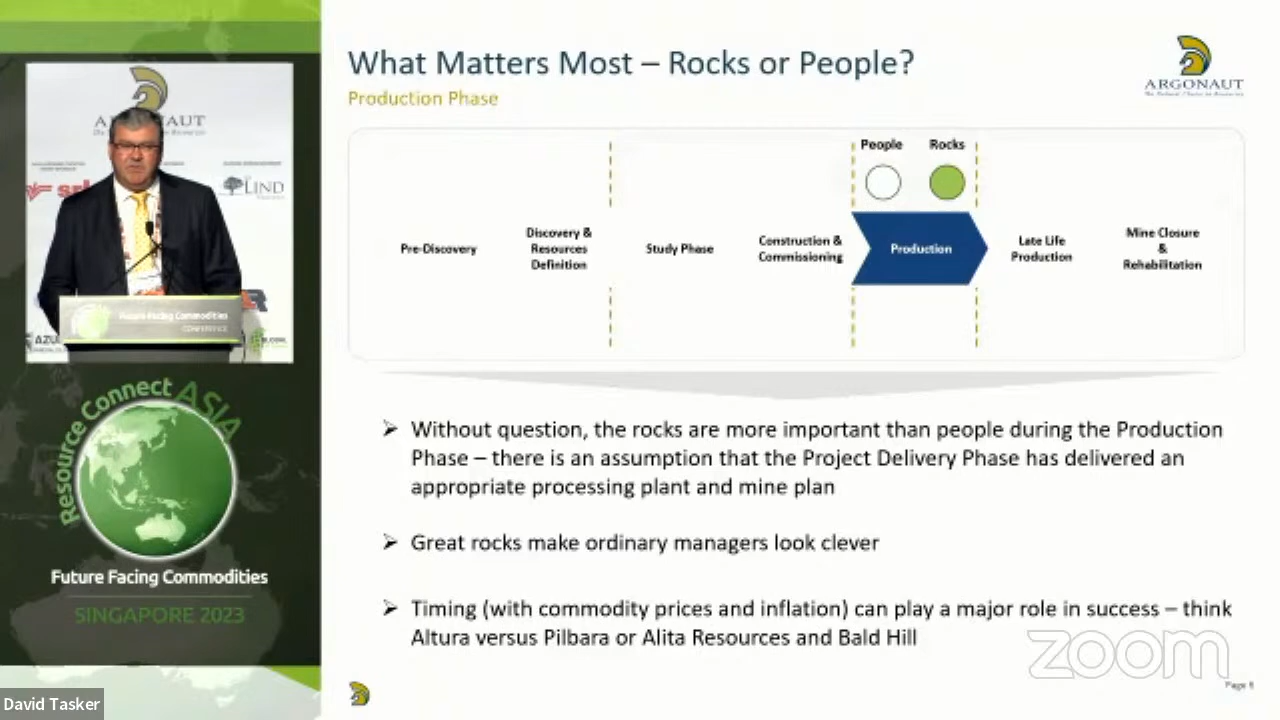 What Matters Most – Rocks or People?
Production Phase
ARGONAUT
People
Rocks
Pre-Discovery
Discovery &
Resources
Definition
Study Phase
Construction &
Commissioning
Production
Late Life
Production
Mine Closure
&
Rehabilitation
➢ Without question, the rocks are more important than people during the Production
Phase – there is an assumption that the Project Delivery Phase has delivered an
appropriate processing plant and mine plan
➢ Great rocks make ordinary managers look clever
➢ Timing (with commodity prices and inflation) can play a major role in success – think
Altura versus Pilbara or Alita Resources and Bald Hill
zoom
ARGONAUT
LIND
Future Facing Commodities
CONFERENCE
Resource Connect ASIA
Future Facing Commodities
SINGAPORE 2023
David Tasker